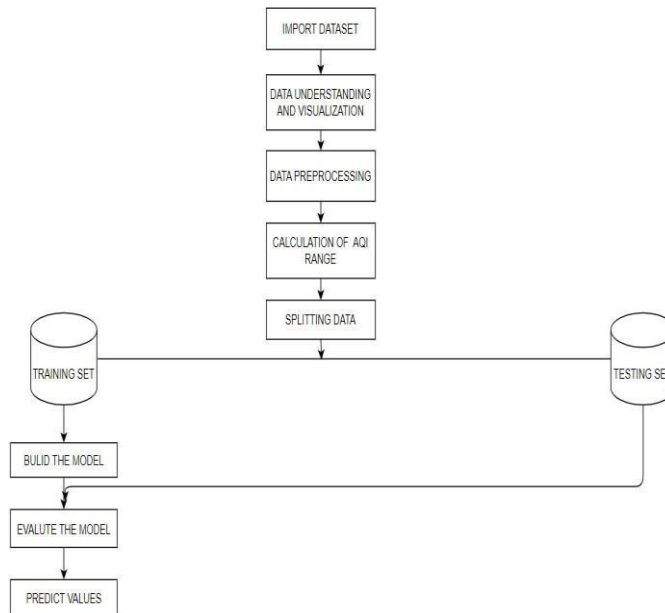 IMPORT DATASET
DATA UNDERSTANDING
AND VISUALIZATION
DATA PREPROCESSING
CALCULATION OF AQI
RANGE
SPLITTING DATA
TRAINING SET
TESTING SE
BULID THE MODEL
EVALUTE THE MODEL
PREDICT VALUES